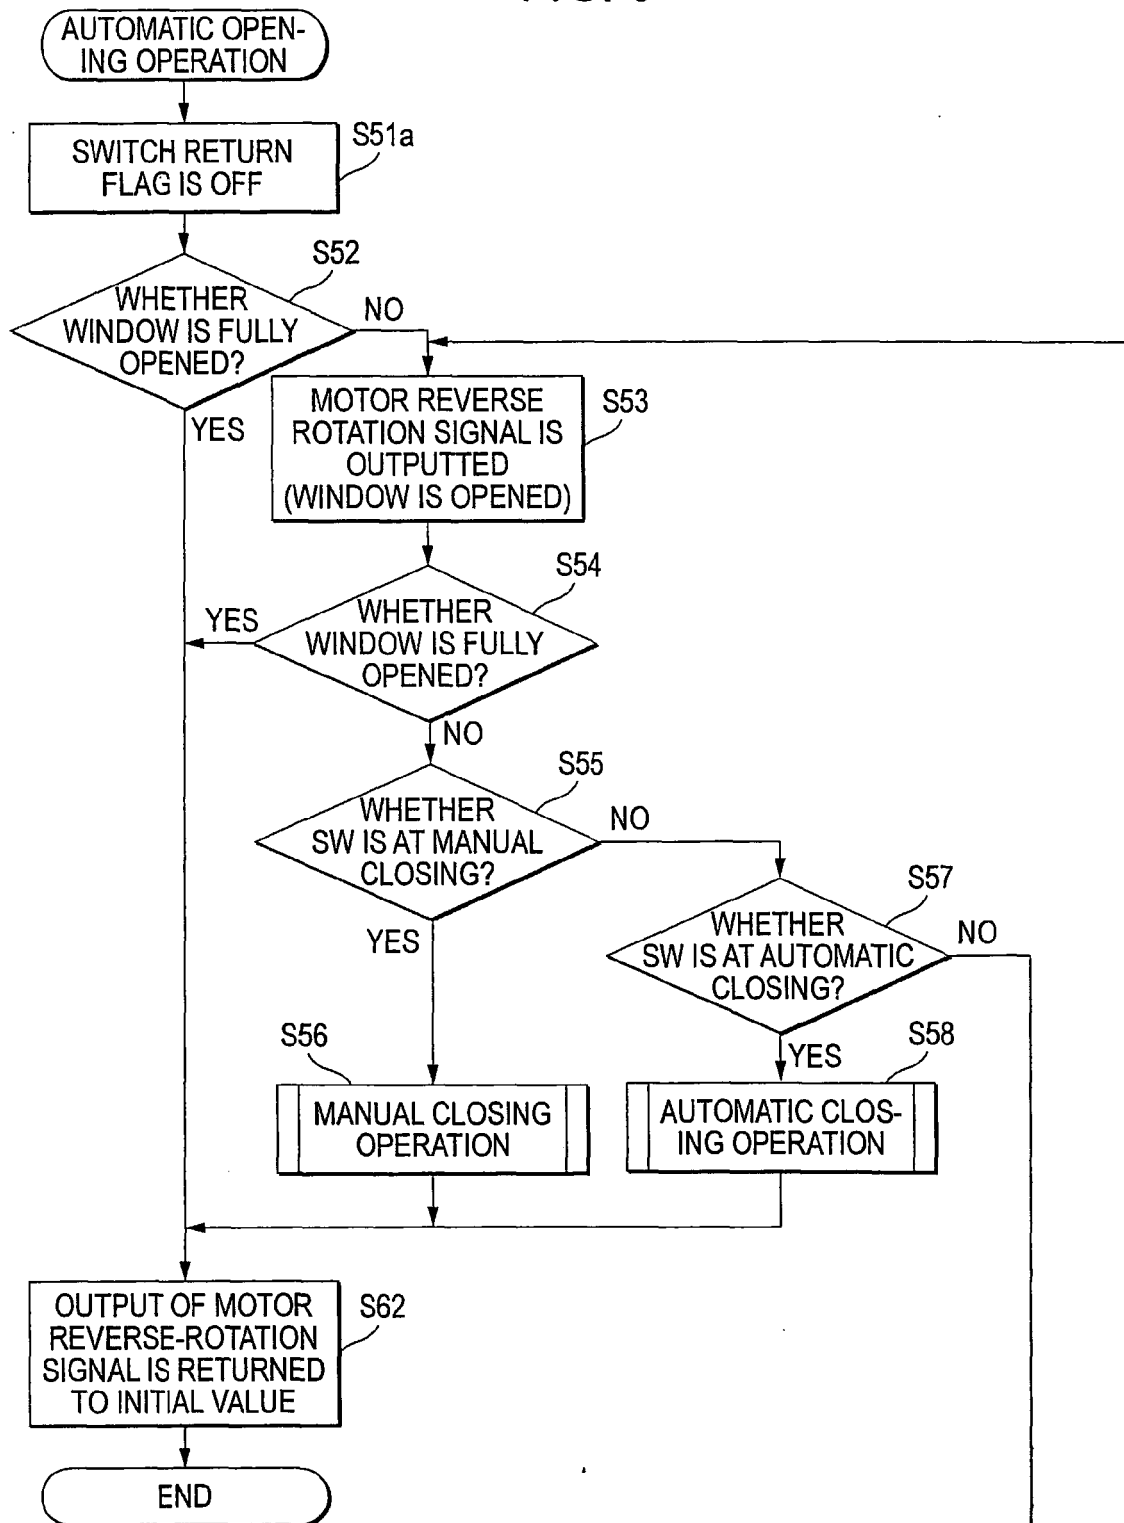 AUTOMATIC OPEN-
ING OPERATION
SWITCH RETURN
FLAG IS OFF
S51a
WHETHER
WINDOW IS FULLY
OPENED?
S52
NO
YES
MOTOR REVERSE
ROTATION SIGNAL IS
OUTPUTTED
(WINDOW IS OPENED)
S53
WHETHER
WINDOW IS FULLY
OPENED?
S54
YES
NO
WHETHER
SW IS AT MANUAL
CLOSING?
S55
NO
YES
WHETHER
SW IS AT AUTOMATIC
CLOSING?
S57
NO
YES
S56
MANUAL CLOSING
OPERATION
S58
AUTOMATIC CLOS-
ING OPERATION
OUTPUT OF MOTOR
REVERSE-ROTATION
SIGNAL IS RETURNED
TO INITIAL VALUE
S62
END